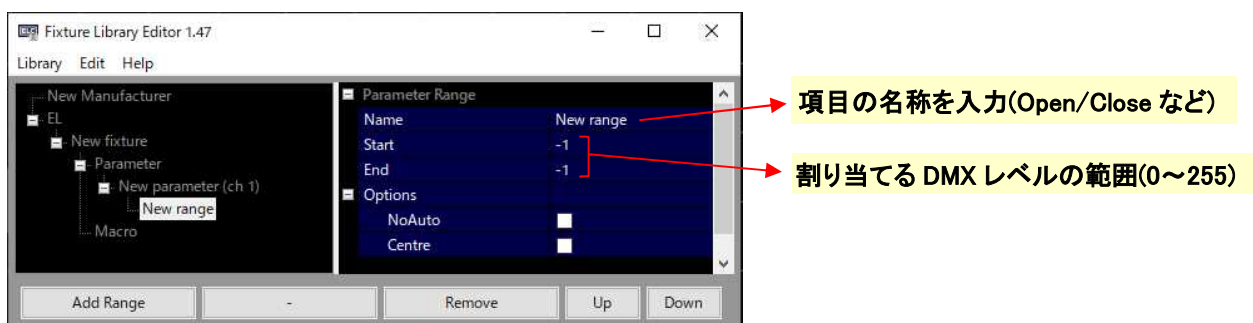 Fixture Library Editor 1.47
Library Edit Help
New Manufacturer
EL
New fixture
Parameter
New parameter (ch 1)
New range
Macro
Parameter Range
Name New range
Start -1
End -1
Options
NoAuto
Centre
Add Range - Remove Up Down
項目の名称を入力(Open/Close など)
割り当てる DMX レベルの範囲(0～255)